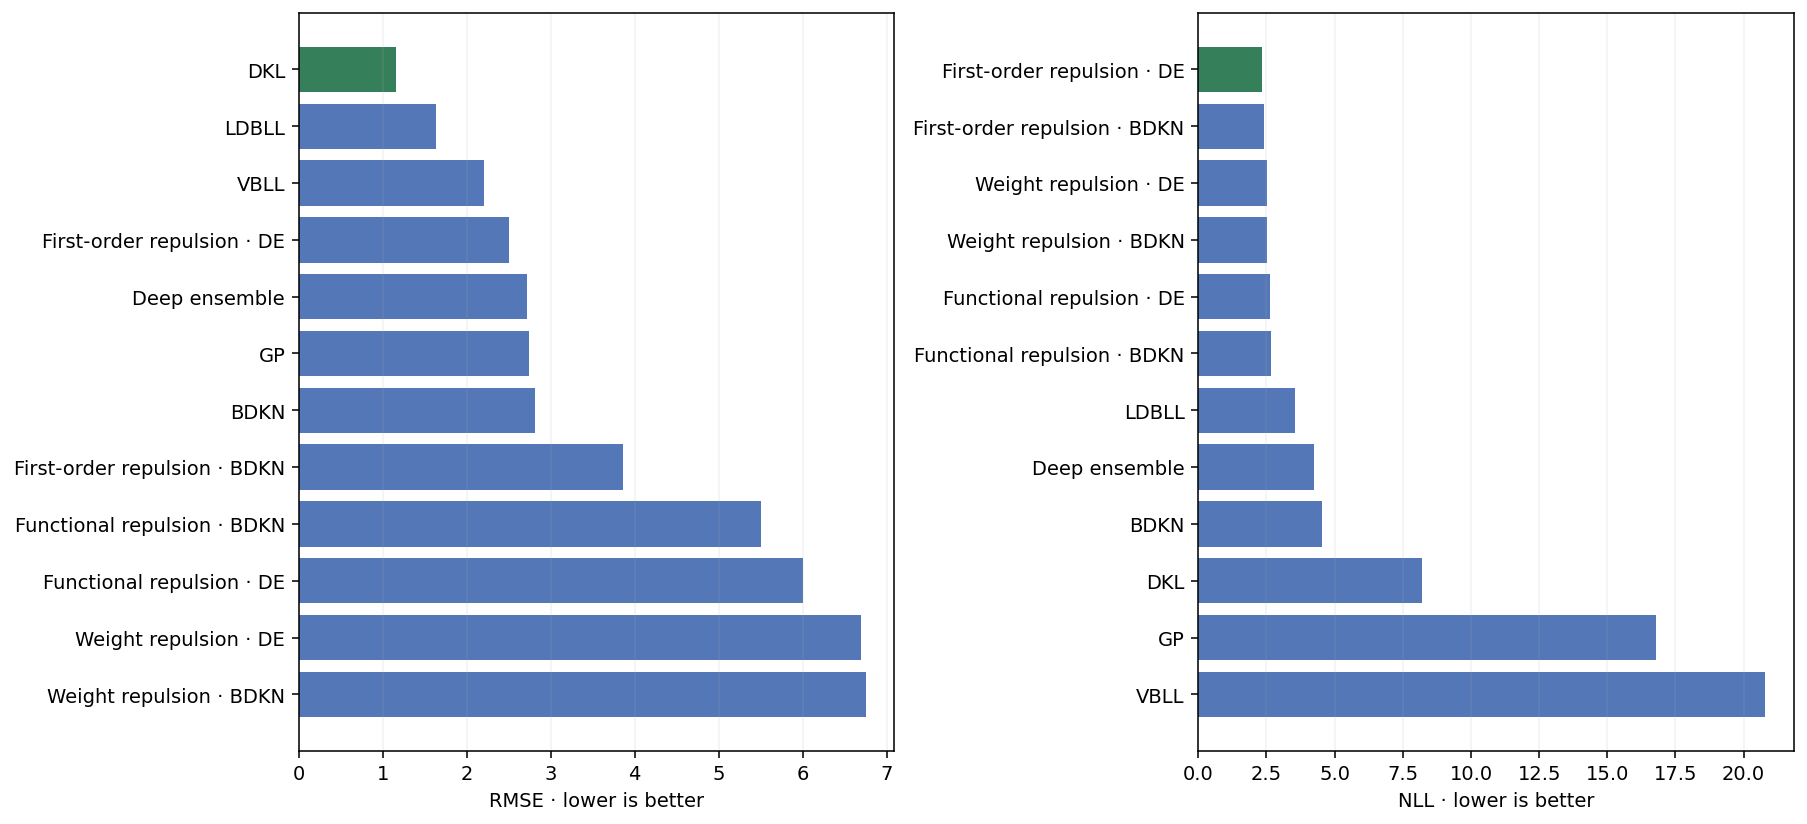 DKL
LDBLL
VBLL
First-order repulsion · DE
Deep ensemble
GP
BDKN
First-order repulsion · BDKN
Functional repulsion · BDKN
Functional repulsion · DE
Weight repulsion · DE
Weight repulsion · BDKN
0 1 2 3 4 5 6 7
RMSE · lower is better
First-order repulsion · DE
First-order repulsion · BDKN
Weight repulsion · DE
Weight repulsion · BDKN
Functional repulsion · DE
Functional repulsion · BDKN
LDBLL
Deep ensemble
BDKN
DKL
GP
VBLL
0.0 2.5 5.0 7.5 10.0 12.5 15.0 17.5 20.0
NLL · lower is better